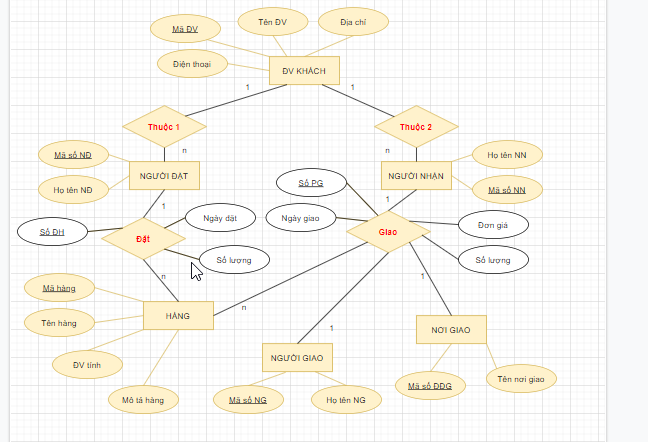 Tên ĐV
Địa chỉ
Mã ĐV
Điện thoại
ĐV KHÁCH
1
1
Thuộc 1
Thuộc 2
n
n
Mã số NĐ
Họ tên NN
NGƯỜI ĐẶT
NGƯỜI NHẬN
Số PG
Họ tên NĐ
Mã số NN
1
1
Ngày đặt
Ngày giao
Đơn giá
Số ĐH
Đặt
Giao
Số lượng
Số lượng
n
1
Mã hàng
n
HÀNG
Tên hàng
1
NƠI GIAO
NGƯỜI GIAO
ĐV tính
Tên nơi giao
Mã số ĐĐG
Mô tả hàng
Mã số NG
Họ tên NG